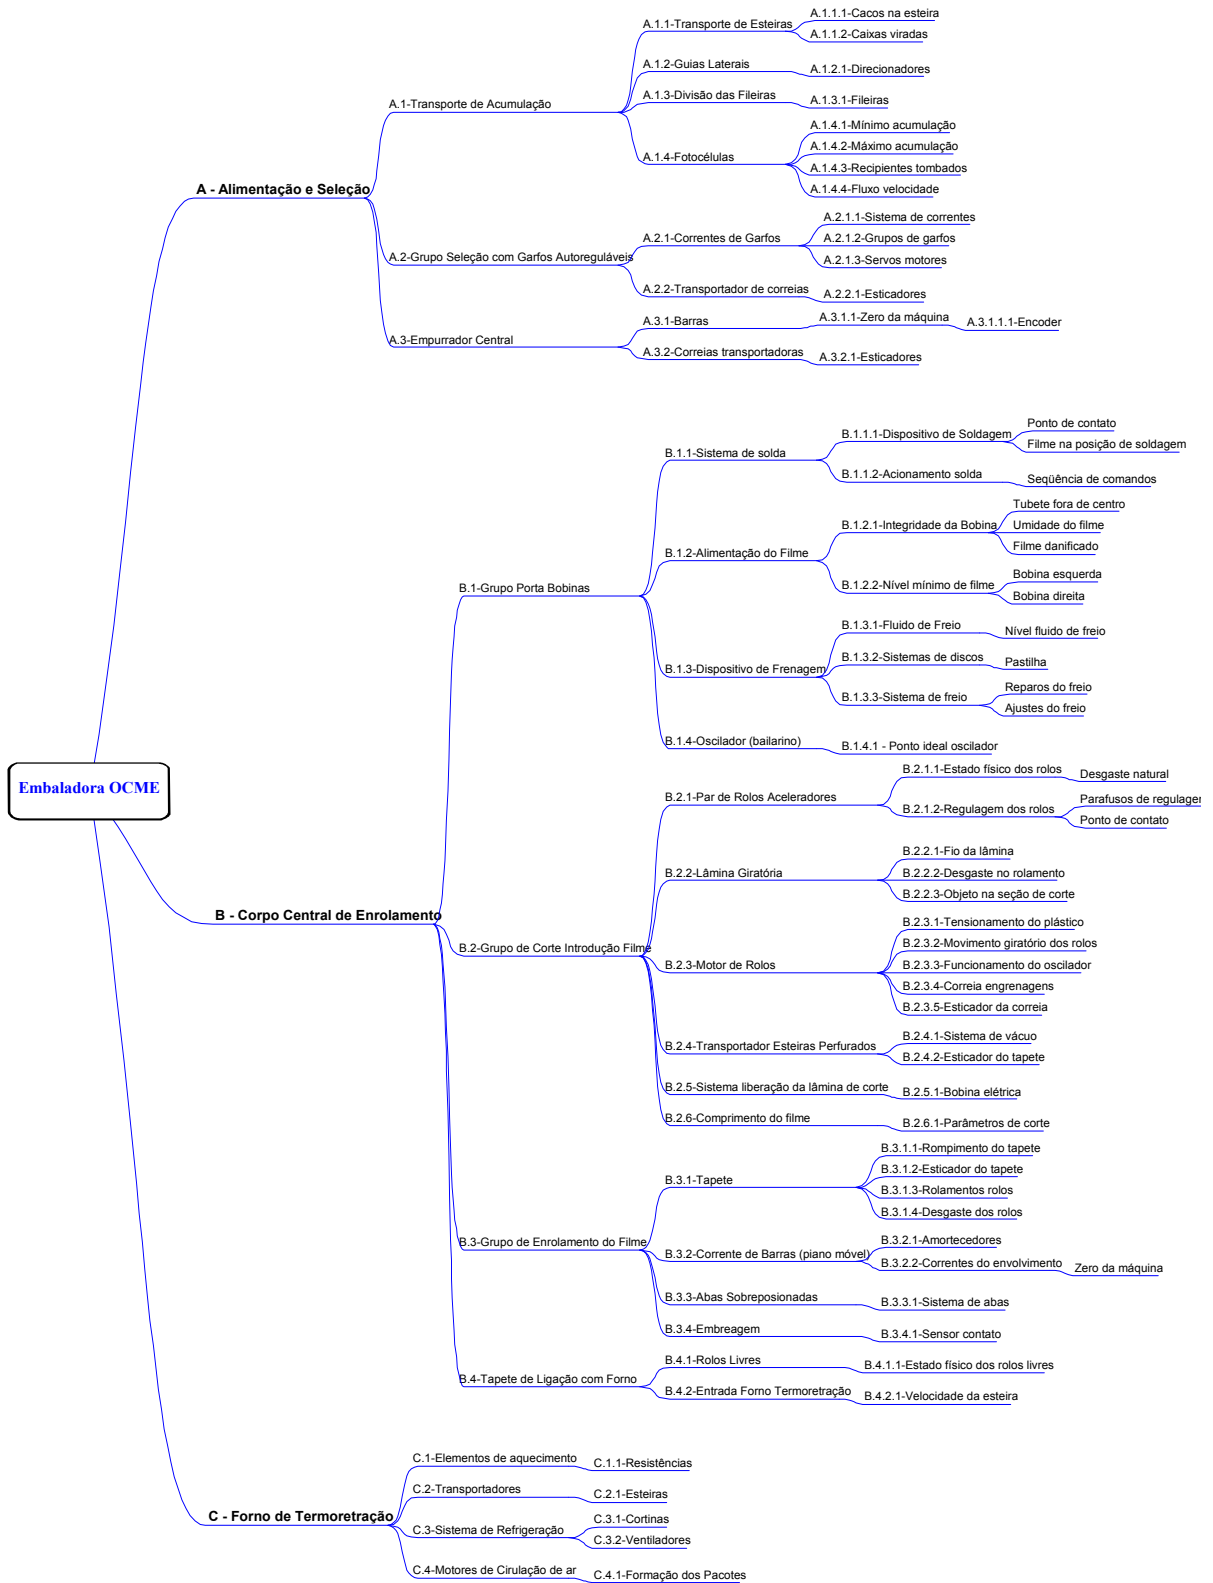 Embaladora OCME
A - Alimentação e Seleção
A.1-Transporte de Acumulação
A.1.1-Transporte de Esteiras
A.1.1.1-Cacos na esteira
A.1.1.2-Caixas viradas
A.1.2-Guias Laterais
A.1.2.1-Direcionadores
A.1.3-Divisão das Fileiras
A.1.3.1-Fileiras
A.1.4-Fotocélulas
A.1.4.1-Mínimo acumulação
A.1.4.2-Máximo acumulação
A.1.4.3-Recipientes tombados
A.1.4.4-Fluxo velocidade
A.2-Grupo Seleção com Garfos Autoreguláveis
A.2.1-Correntes de Garfos
A.2.1.1-Sistema de correntes
A.2.1.2-Grupos de garfos
A.2.1.3-Servos motores
A.2.2-Transportador de correias
A.2.2.1-Esticadores
A.3-Empurrador Central
A.3.1-Barras
A.3.1.1-Zero da máquina
A.3.1.1.1-Encoder
A.3.2-Correias transportadoras
A.3.2.1-Esticadores
B - Corpo Central de Enrolamento
B.1-Grupo Porta Bobinas
B.1.1-Sistema de solda
B.1.1.1-Dispositivo de Soldagem
Ponto de contato
Filme na posição de soldagem
B.1.1.2-Acionamento solda
Seqüência de comandos
B.1.2-Alimentação do Filme
B.1.2.1-Integridade da Bobina
Tubete fora de centro
Umidade do filme
Filme danificado
B.1.2.2-Nível mínimo de filme
Bobina esquerda
Bobina direita
B.1.3-Dispositivo de Frenagem
B.1.3.1-Fluido de Freio
Nível fluido de freio
B.1.3.2-Sistemas de discos
Pastilha
B.1.3.3-Sistema de freio
Reparos do freio
Ajustes do freio
B.1.4-Oscilador (bailarino)
B.1.4.1 - Ponto ideal oscilador
B.2-Grupo de Corte Introdução Filme
B.2.1-Par de Rolos Aceleradores
B.2.1.1-Estado físico dos rolos
Desgaste natural
B.2.1.2-Regulagem dos rolos
Parafusos de regulager
Ponto de contato
B.2.2-Lâmina Giratória
B.2.2.1-Fio da lâmina
B.2.2.2-Desgaste no rolamento
B.2.2.3-Objeto na seção de corte
B.2.3-Motor de Rolos
B.2.3.1-Tensionamento do plástico
B.2.3.2-Movimento giratório dos rolos
B.2.3.3-Funcionamento do oscilador
B.2.3.4-Correia engrenagens
B.2.3.5-Esticador da correia
B.2.4-Transportador Esteiras Perfurados
B.2.4.1-Sistema de vácuo
B.2.4.2-Esticador do tapete
B.2.5-Sistema liberação da lâmina de corte
B.2.5.1-Bobina elétrica
B.2.6-Comprimento do filme
B.2.6.1-Parâmetros de corte
B.3-Grupo de Enrolamento do Filme
B.3.1-Tapete
B.3.1.1-Rompimento do tapete
B.3.1.2-Esticador do tapete
B.3.1.3-Rolamentos rolos
B.3.1.4-Desgaste dos rolos
B.3.2-Corrente de Barras (piano móvel)
B.3.2.1-Amortecedores
B.3.2.2-Correntes do envolvimento
Zero da máquina
B.3.3-Abas Sobreposionadas
B.3.3.1-Sistema de abas
B.3.4-Embreagem
B.3.4.1-Sensor contato
B.4-Tapete de Ligação com Forno
B.4.1-Rolos Livres
B.4.1.1-Estado físico dos rolos livres
B.4.2-Entrada Forno Termoretração
B.4.2.1-Velocidade da esteira
C - Forno de Termoretração
C.1-Elementos de aquecimento
C.1.1-Resistências
C.2-Transportadores
C.2.1-Esteiras
C.3-Sistema de Refrigeração
C.3.1-Cortinas
C.3.2-Ventiladores
C.4-Motores de Cirulação de ar
C.4.1-Formação dos Pacotes